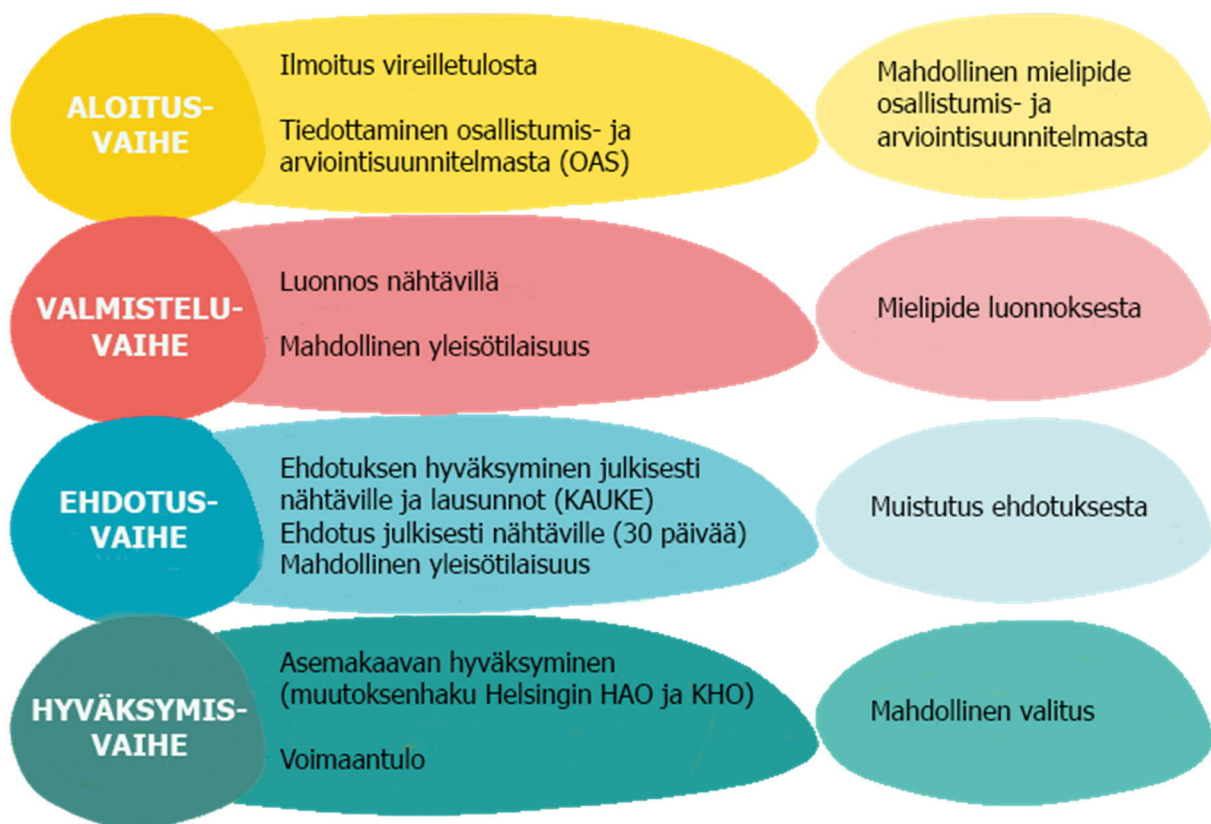 ALOITUS-
VAIHE
Ilmoitus vireilletulosta
Tiedottaminen osallistumis- ja
arviointisuunnitelmasta (OAS)
Mahdollinen mielipide
osallistumis- ja
arviointisuunnitelmasta
VALMISTELU-
VAIHE
Luonnos nähtävillä
Mahdollinen yleisötilaisuus
Mielipide luonnoksesta
EHDOTUS-
VAIHE
Ehdotuksen hyväksyminen julkisesti
nähtäville ja lausunnot (KAUKE)
Ehdotus julkisesti nähtäville (30 päivää)
Mahdollinen yleisötilaisuus
Muistutus ehdotuksesta
HYVÄKSYMIS-
VAIHE
Asemakaavan hyväksyminen
(muutoksenhaku Helsingin HAO ja KHO)
Voimaantulo
Mahdollinen valitus